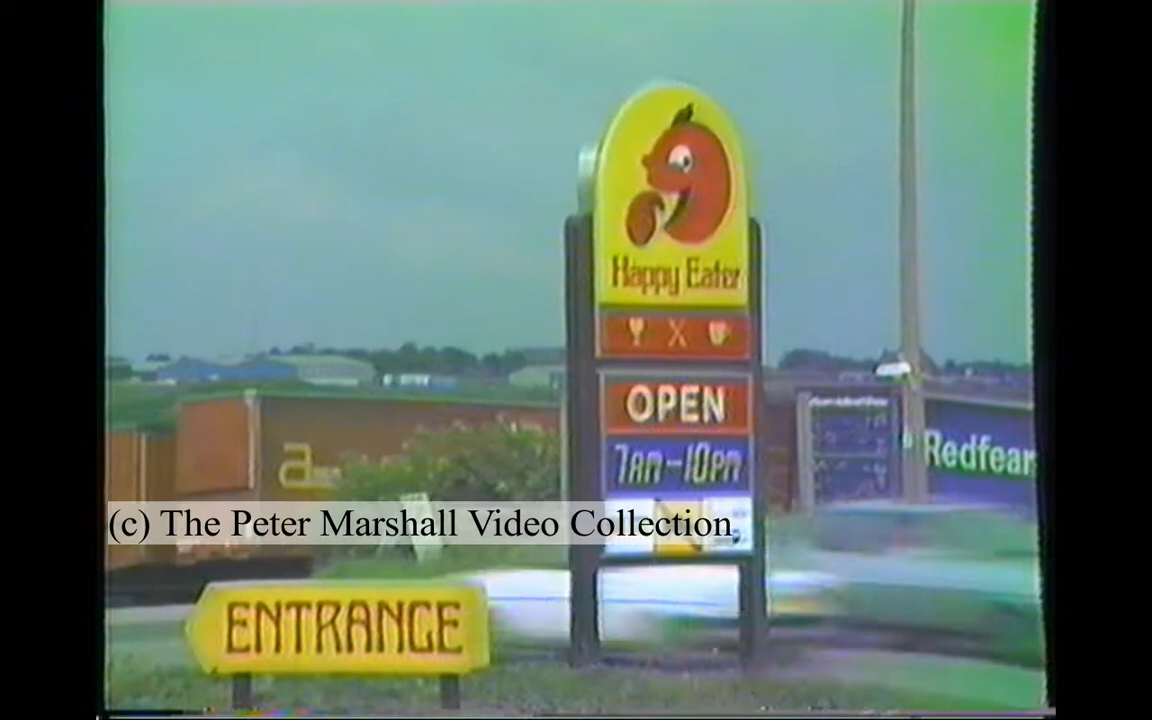 Happy Eater
OPEN
7AM-10PM
Redfear
(c) The Peter Marshall Video Collection
ENTRANCE